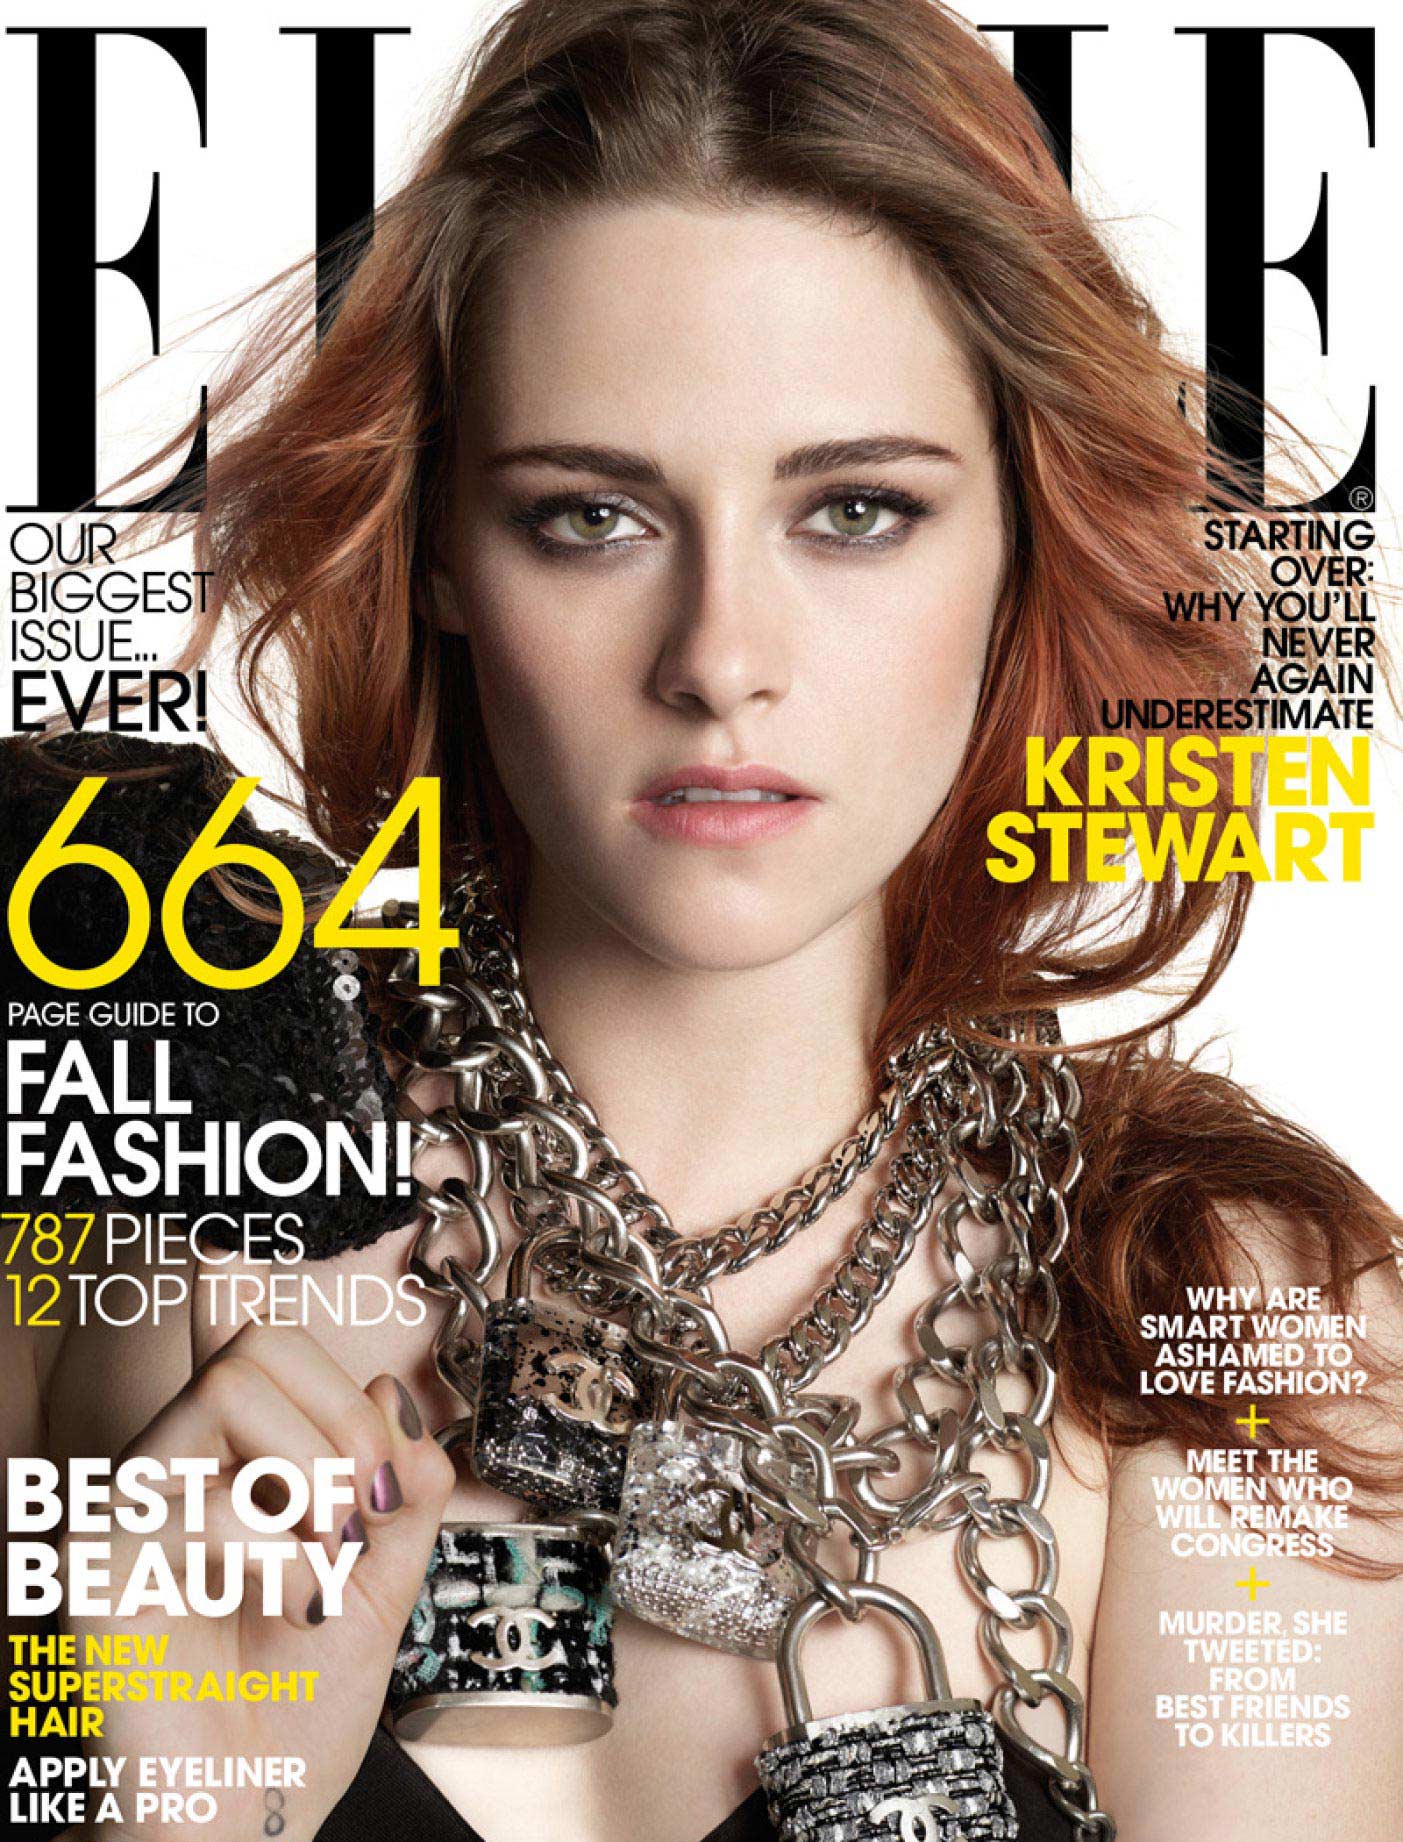 ELLE
®
OUR
BIGGEST
ISSUE...
EVER!
664
PAGE GUIDE TO
FALL
FASHION!
787 PIECES
12 TOP TRENDS
BEST OF
BEAUTY
THE NEW
SUPERSTRAIGHT
HAIR
APPLY EYELINER
LIKE A PRO
8
STARTING
OVER:
WHY YOU'LL
NEVER
AGAIN
UNDERESTIMATE
KRISTEN
STEWART
WHY ARE
SMART WOMEN
ASHAMED TO
LOVE FASHION?
+
MEET THE
WOMEN WHO
WILL REMAKE
CONGRESS
+
MURDER, SHE
TWEETED:
FROM
BEST FRIENDS
TO KILLERS